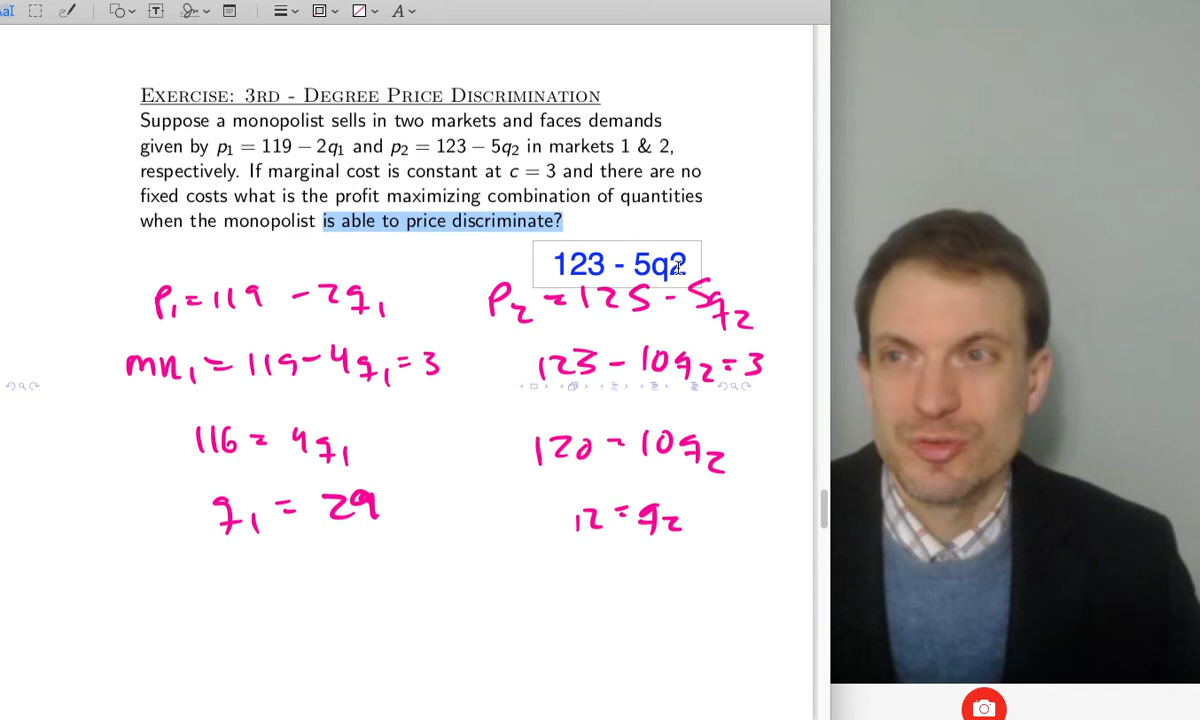 EXERCISE: 3RD - DEGREE PRICE DISCRIMINATION
Suppose a monopolist sells in two markets and faces demands
given by p₁ = 119 − 2q₁ and p₂ = 123 − 5q₂ in markets 1 & 2,
respectively. If marginal cost is constant at c = 3 and there are no
fixed costs what is the profit maximizing combination of quantities
when the monopolist is able to price discriminate?
123 - 5q2
P₁ = 119 - 2q₁
P₂ = 125 - 5q₂
MR₁ = 119 - 4q₁ = 3
123 - 10q₂ = 3
116 = 4q₁
120 = 10q₂
q₁ = 29
12 = q₂